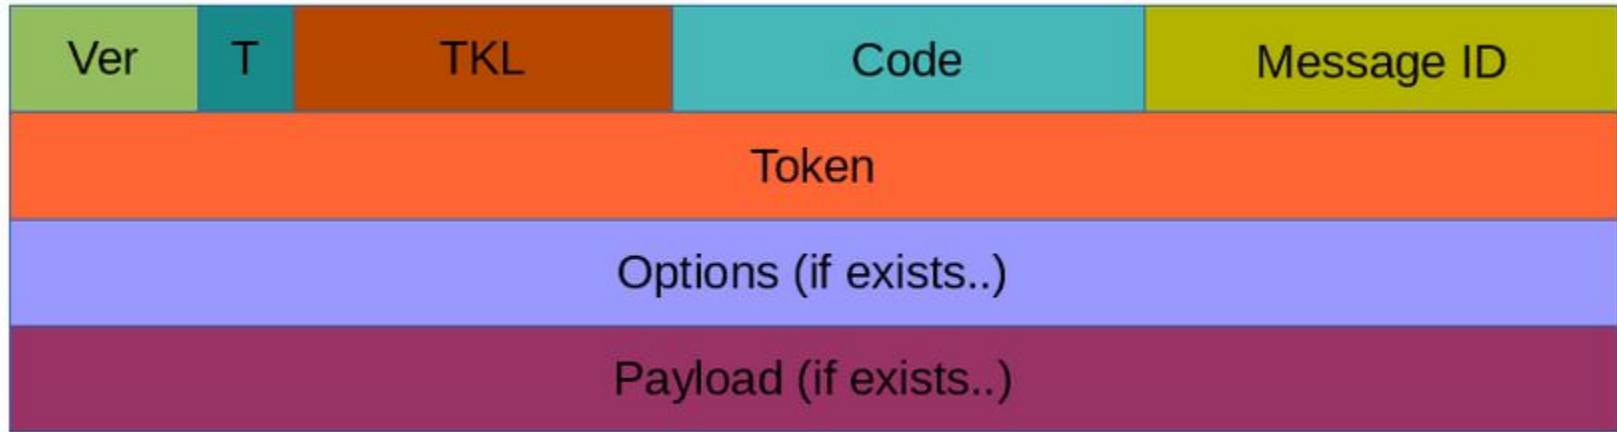 Ver T TKL Code Message ID
Token
Options (if exists..)
Payload (if exists..)